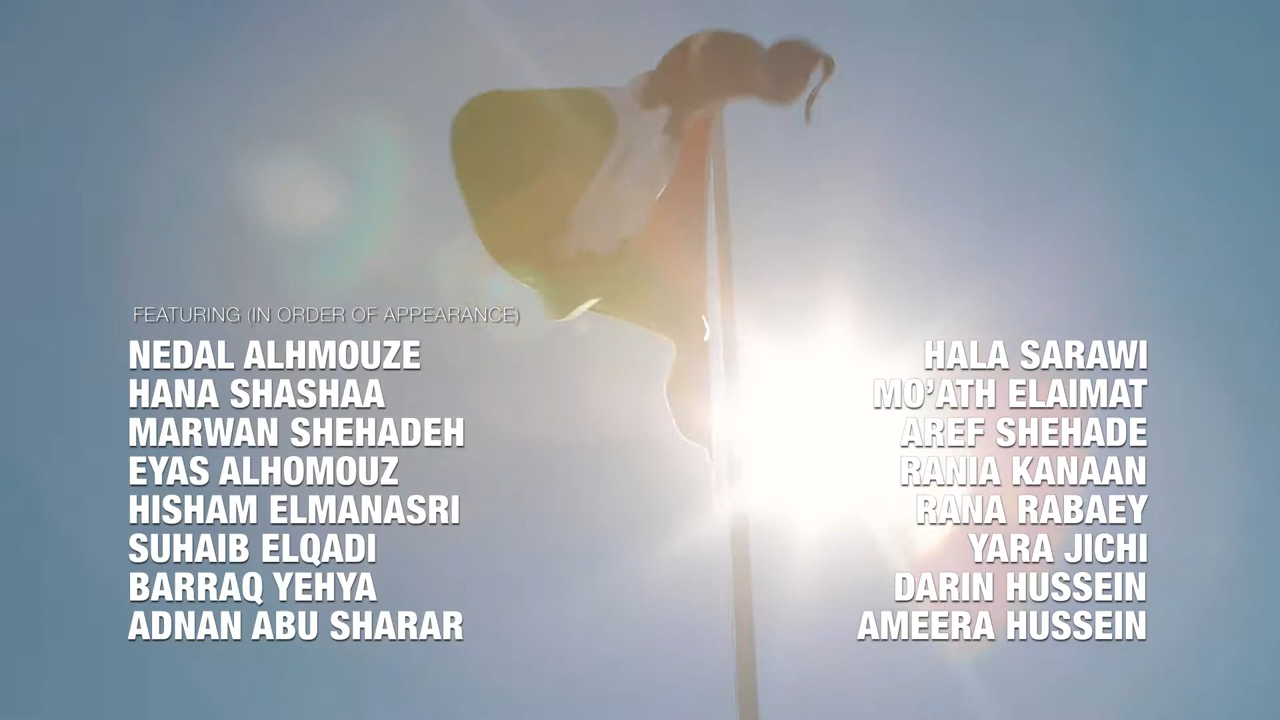 FEATURING (IN ORDER OF APPEARANCE)
NEDAL ALHMOUZE
HANA SHASHAA
MARWAN SHEHADEH
EYAS ALHOMOUZ
HISHAM ELMANASRI
SUHAIB ELQADI
BARRAQ YEHYA
ADNAN ABU SHARAR
HALA SARAWI
MO'ATH ELAIMAT
AREF SHEHADE
RANIA KANAAN
RANA RABAEY
YARA JICHI
DARIN HUSSEIN
AMEERA HUSSEIN